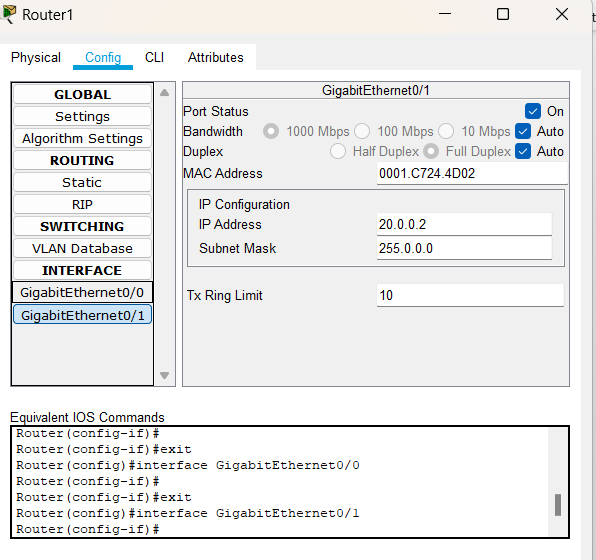 Router1
Physical Config CLI Attributes
GLOBAL
Settings
Algorithm Settings
ROUTING
Static
RIP
SWITCHING
VLAN Database
INTERFACE
GigabitEthernet0/0
GigabitEthernet0/1
GigabitEthernet0/1
Port Status On
Bandwidth 1000 Mbps 100 Mbps 10 Mbps Auto
Duplex Half Duplex Full Duplex Auto
MAC Address 0001.C724.4D02
IP Configuration
IP Address 20.0.0.2
Subnet Mask 255.0.0.0
Tx Ring Limit 10
Equivalent IOS Commands
Router(config-if)#
Router(config-if)#exit
Router(config)#interface GigabitEthernet0/0
Router(config-if)#
Router(config-if)#exit
Router(config)#interface GigabitEthernet0/1
Router(config-if)#